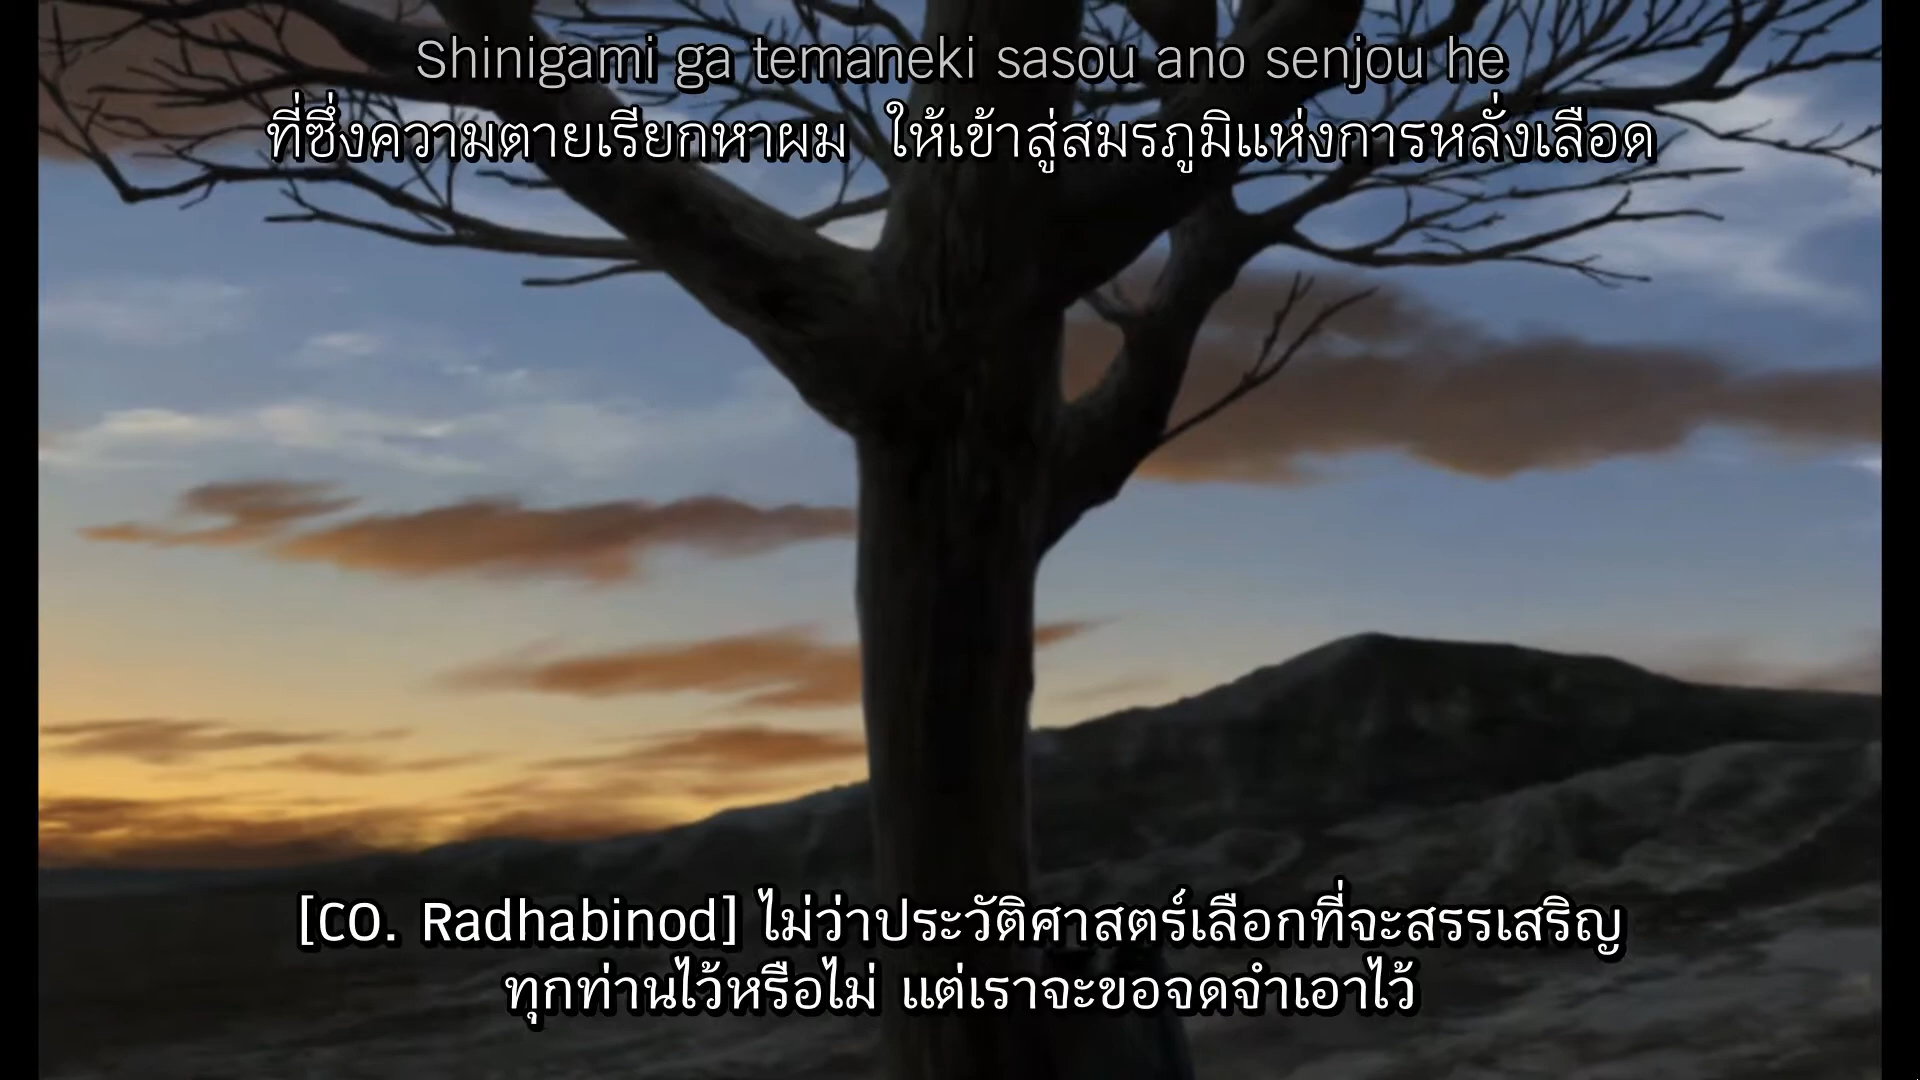 Shinigami ga temaneki sasou ano senjou he
ที่ซึ่งความตายเรียกหาผม  ให้เข้าสู่สมรภูมิแห่งการหลั่งเลือด
[CO. Radhabinod] ไม่ว่าประวัติศาสตร์เลือกที่จะสรรเสริญ
ทุกท่านไว้หรือไม่ แต่เราจะขอจดจำเอาไว้